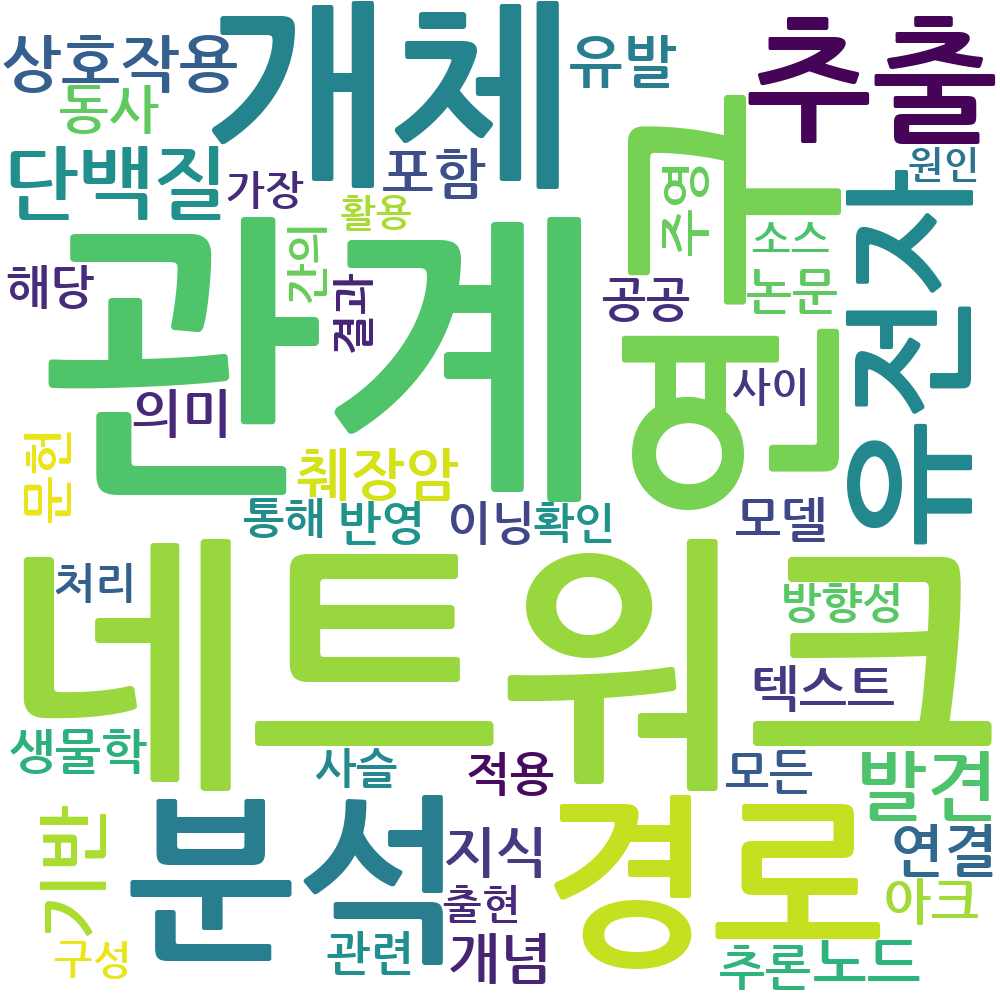 상호작용
개체
유발
추출
동사
단백질
가장
포함
활용
주영
원인
연구
유전자
소스
논문
공공
해당
관계
간의
결과
의미
사이
문헌
췌장암
통해
반영
이닝
확인
모델
처리
네트워크
방향성
텍스트
생물학
사슬
적용
모든
발견
기반
분석
지식
경로
연결
출현
아크
구성
관련
개념
추론
노드